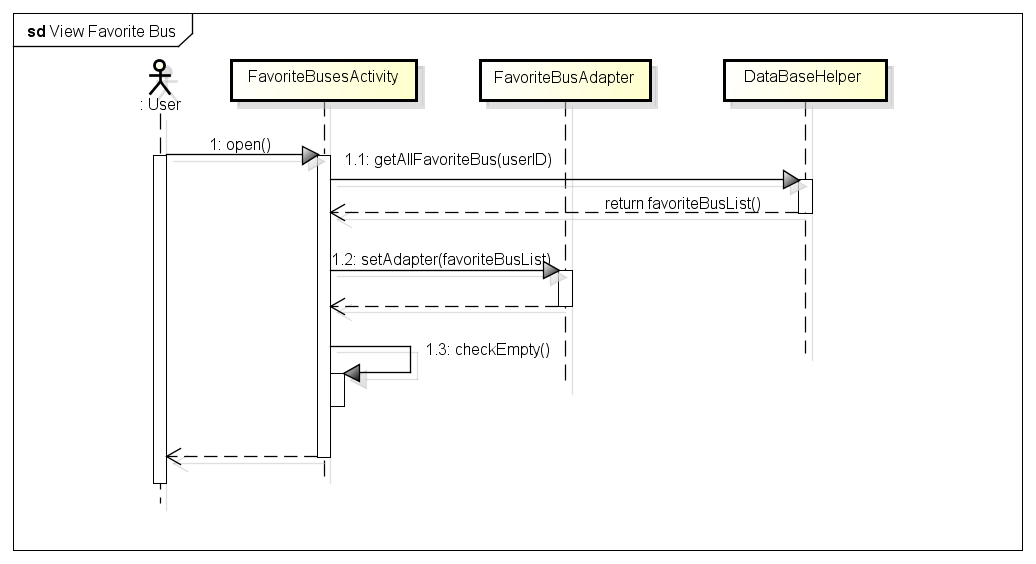 sd View Favorite Bus
: User
FavoriteBusesActivity
FavoriteBusAdapter
DataBaseHelper
1: open()
1.1: getAllFavoriteBus(userID)
return favoriteBusList()
1.2: setAdapter(favoriteBusList)
1.3: checkEmpty()